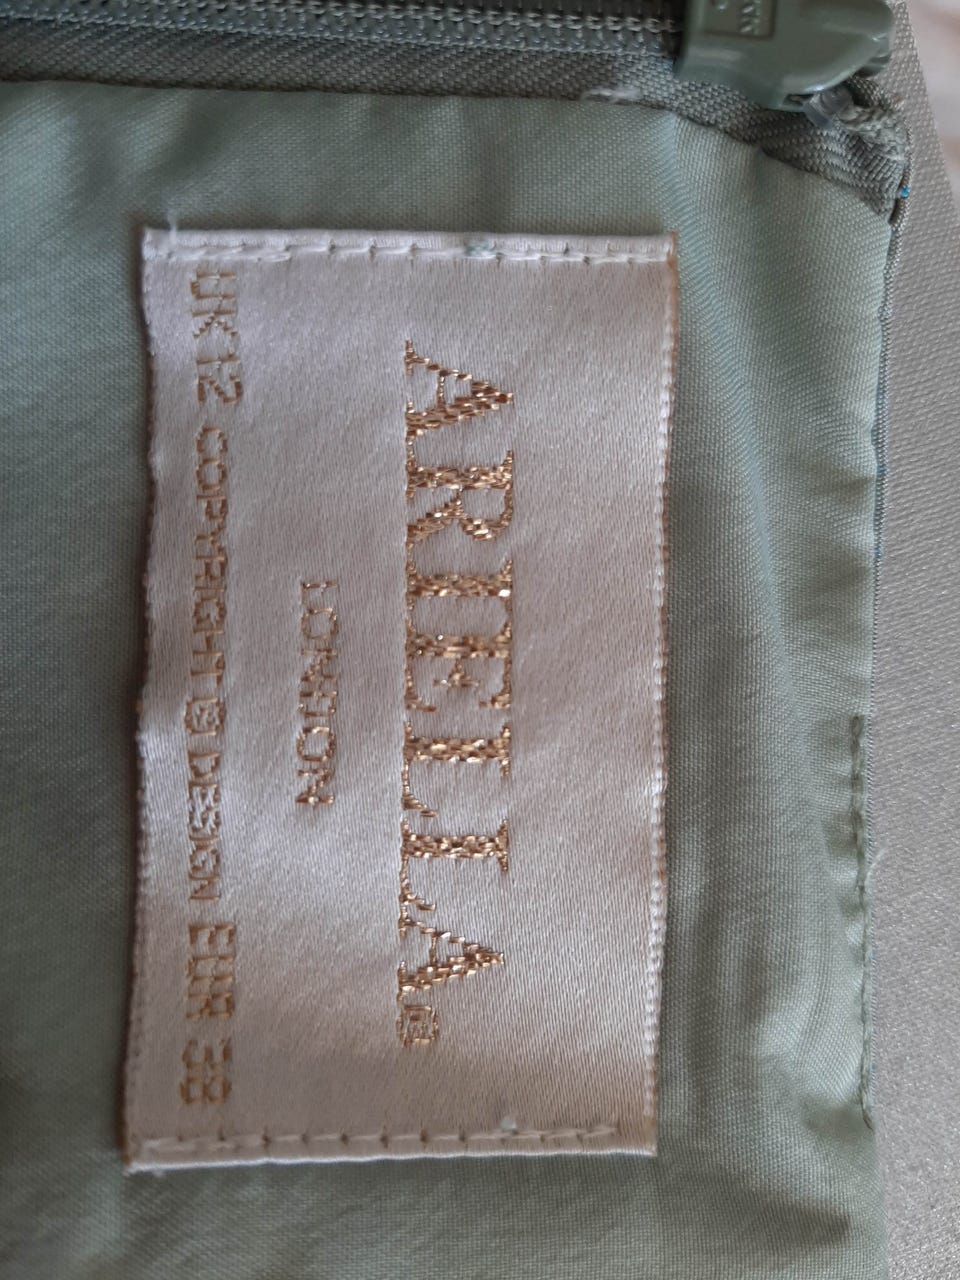 ARIELLA®
LONDON
UK 12 COPYRIGHT © DESIGN EUR 38